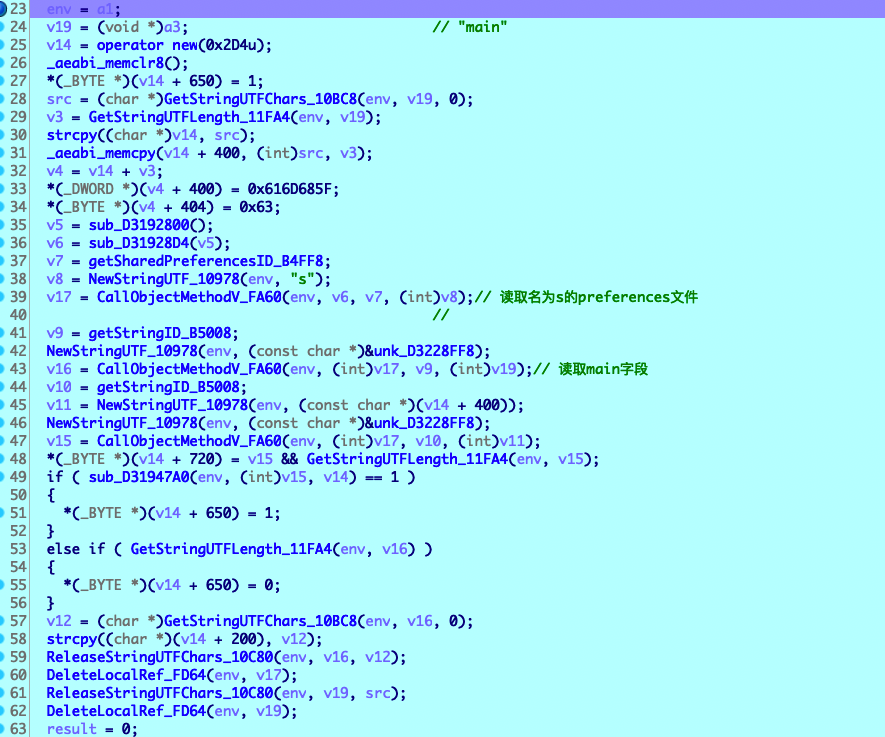 23 env = a1;
24 v19 = (void *)a3; // "main"
25 v14 = operator new(0x2D4u);
26 _aeabi_memclr8();
27 *(_BYTE *)(v14 + 650) = 1;
28 src = (char *)GetStringUTFChars_10BC8(env, v19, 0);
29 v3 = GetStringUTFLength_11FA4(env, v19);
30 strcpy((char *)v14, src);
31 _aeabi_memcpy(v14 + 400, (int)src, v3);
32 v4 = v14 + v3;
33 *(_DWORD *)(v4 + 400) = 0x616D685F;
34 *(_BYTE *)(v4 + 404) = 0x63;
35 v5 = sub_D3192800();
36 v6 = sub_D31928D4(v5);
37 v7 = getSharedPreferencesID_B4FF8;
38 v8 = NewStringUTF_10978(env, "s");
39 v17 = CallObjectMethodV_FA60(env, v6, v7, (int)v8);// 读取名为s的preferences文件
40 //
41 v9 = getStringID_B5008;
42 NewStringUTF_10978(env, (const char *)&unk_D3228FF8);
43 v16 = CallObjectMethodV_FA60(env, (int)v17, v9, (int)v19);// 读取main字段
44 v10 = getStringID_B5008;
45 v11 = NewStringUTF_10978(env, (const char *)(v14 + 400));
46 NewStringUTF_10978(env, (const char *)&unk_D3228FF8);
47 v15 = CallObjectMethodV_FA60(env, (int)v17, v10, (int)v11);
48 *(_BYTE *)(v14 + 720) = v15 && GetStringUTFLength_11FA4(env, v15);
49 if ( sub_D31947A0(env, (int)v15, v14) == 1 )
50 {
51 *(_BYTE *)(v14 + 650) = 1;
52 }
53 else if ( GetStringUTFLength_11FA4(env, v16) )
54 {
55 *(_BYTE *)(v14 + 650) = 0;
56 }
57 v12 = (char *)GetStringUTFChars_10BC8(env, v16, 0);
58 strcpy((char *)(v14 + 200), v12);
59 ReleaseStringUTFChars_10C80(env, v16, v12);
60 DeleteLocalRef_FD64(env, v17);
61 ReleaseStringUTFChars_10C80(env, v19, src);
62 DeleteLocalRef_FD64(env, v19);
63 result = 0;